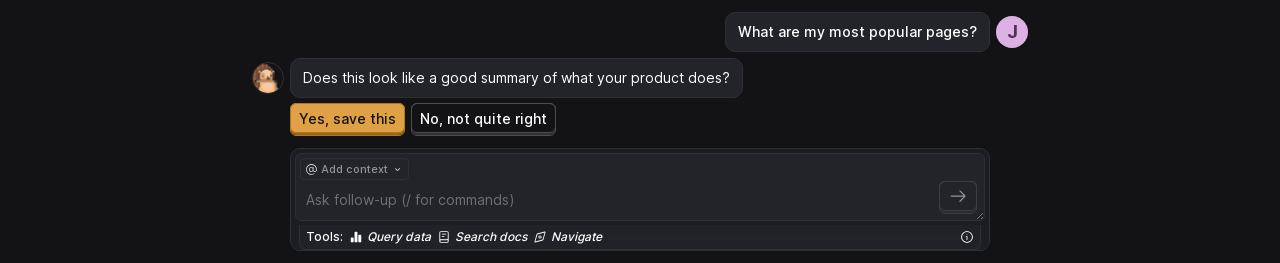 What are my most popular pages?
J
Does this look like a good summary of what your product does?
Yes, save this
No, not quite right
@ Add context
Ask follow-up (/ for commands)
Tools: Query data Search docs Navigate